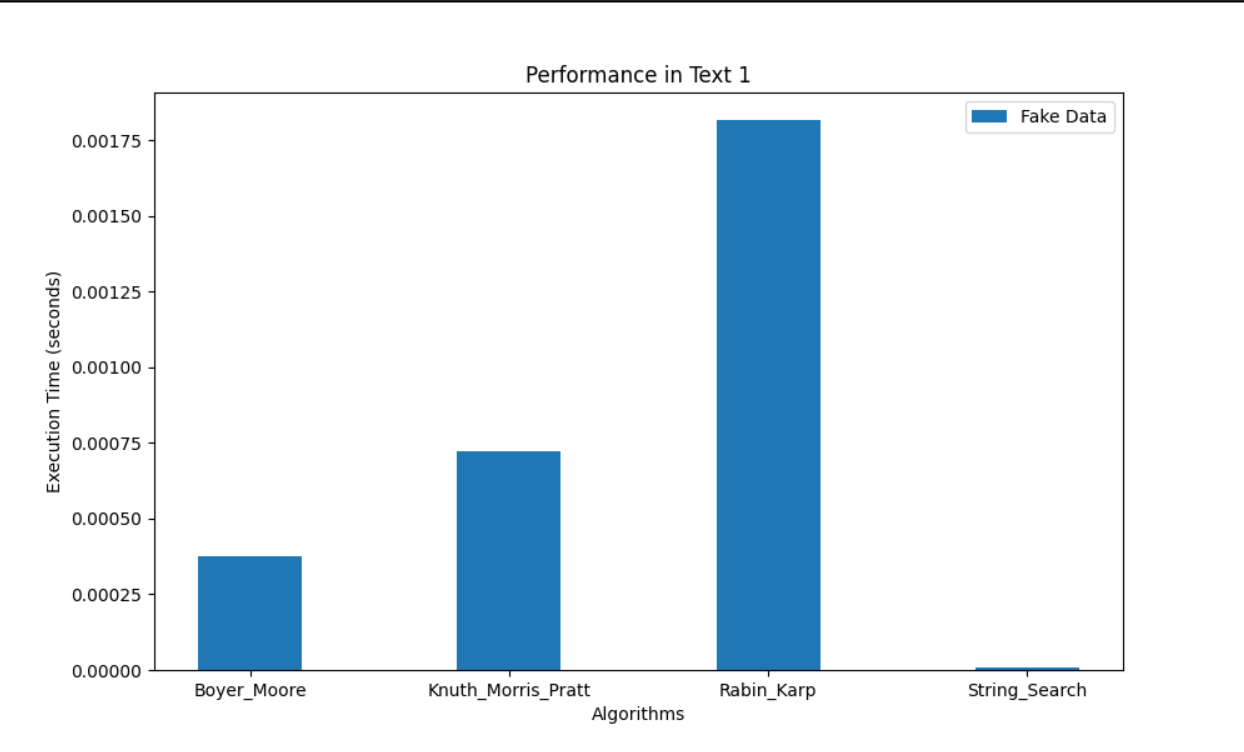 Performance in Text 1
Fake Data
Execution Time (seconds)
0.00175
0.00150
0.00125
0.00100
0.00075
0.00050
0.00025
0.00000
Boyer_Moore Knuth_Morris_Pratt Rabin_Karp String_Search
Algorithms